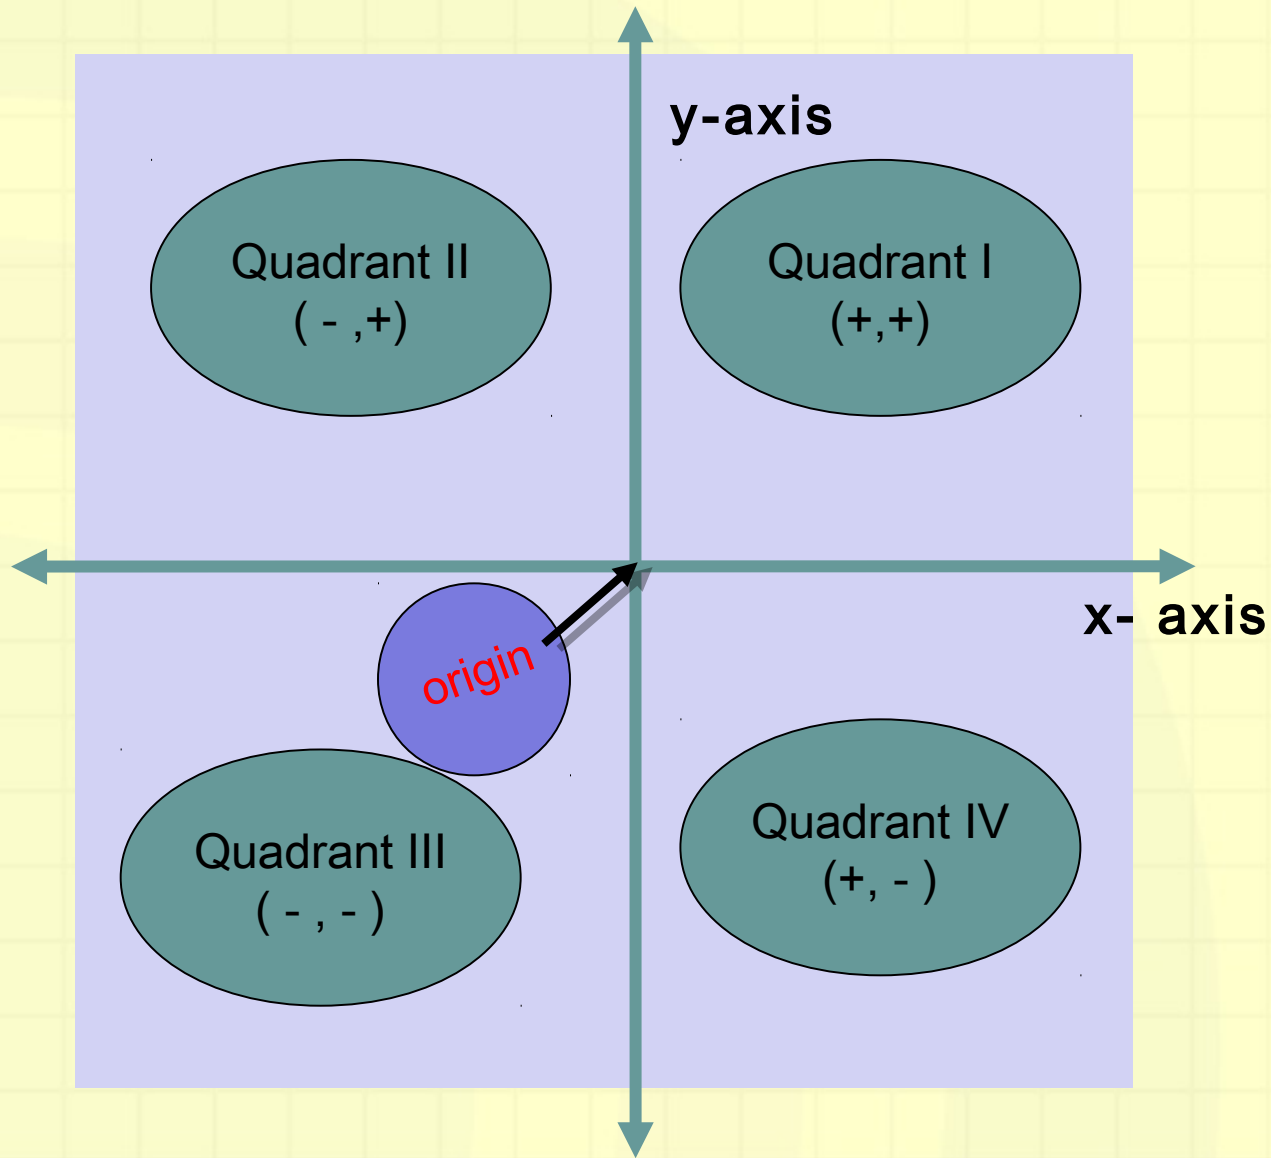 y-axis
Quadrant II
( - ,+)
Quadrant I
(+,+)
x- axis
origin
Quadrant III
( - , - )
Quadrant IV
(+, - )